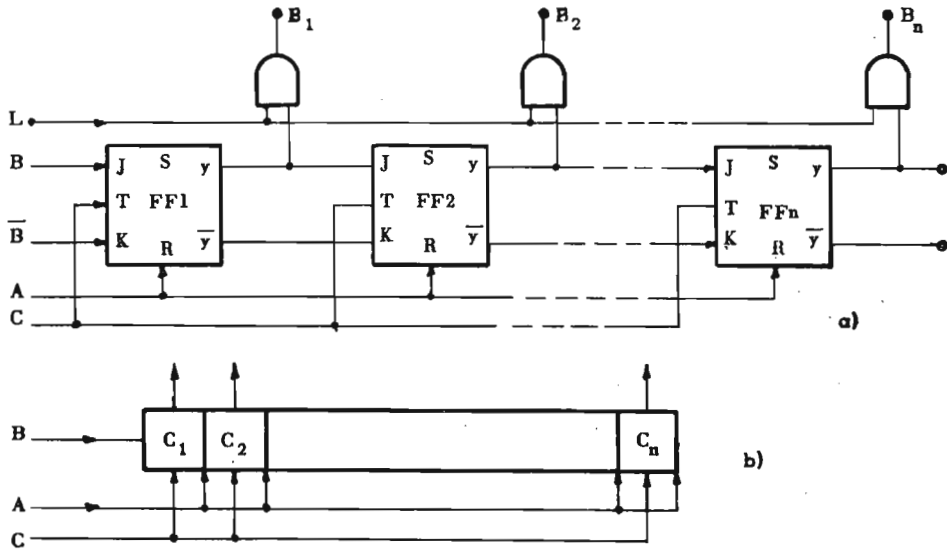 B₁ B₂ Bₙ
L
B J S y J S y J S y
T FF1 T FF2 T FFn
B̅ K R y̅ K R y̅ K R y̅
A
C
a)
B C₁ C₂ Cₙ
b)
A
C